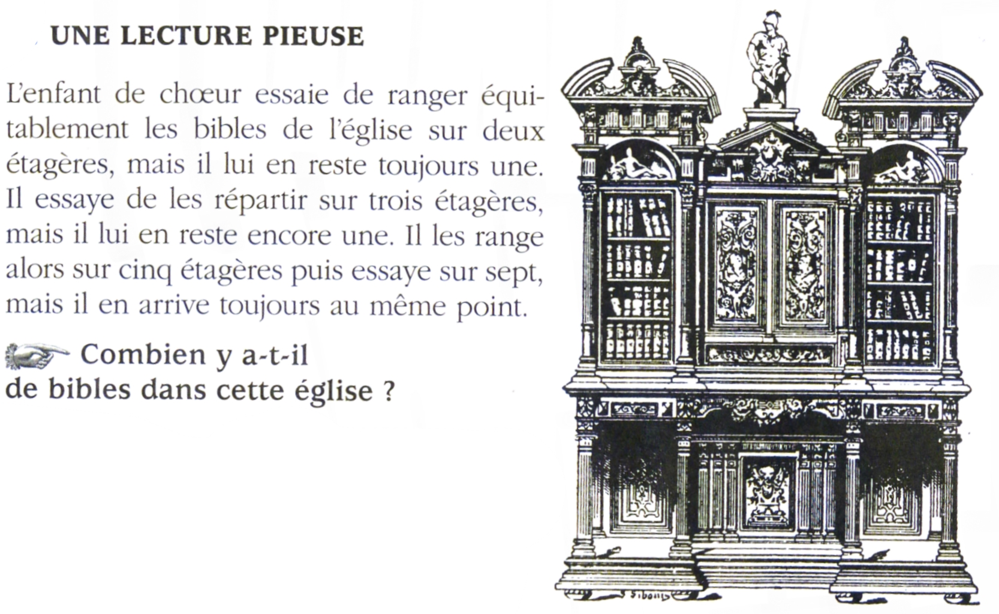 UNE LECTURE PIEUSE
L'enfant de chœur essaie de ranger équi-
tablement les bibles de l'église sur deux
étagères, mais il lui en reste toujours une.
Il essaye de les répartir sur trois étagères,
mais il lui en reste encore une. Il les range
alors sur cinq étagères puis essaye sur sept,
mais il en arrive toujours au même point.
Combien y a-t-il
de bibles dans cette église ?